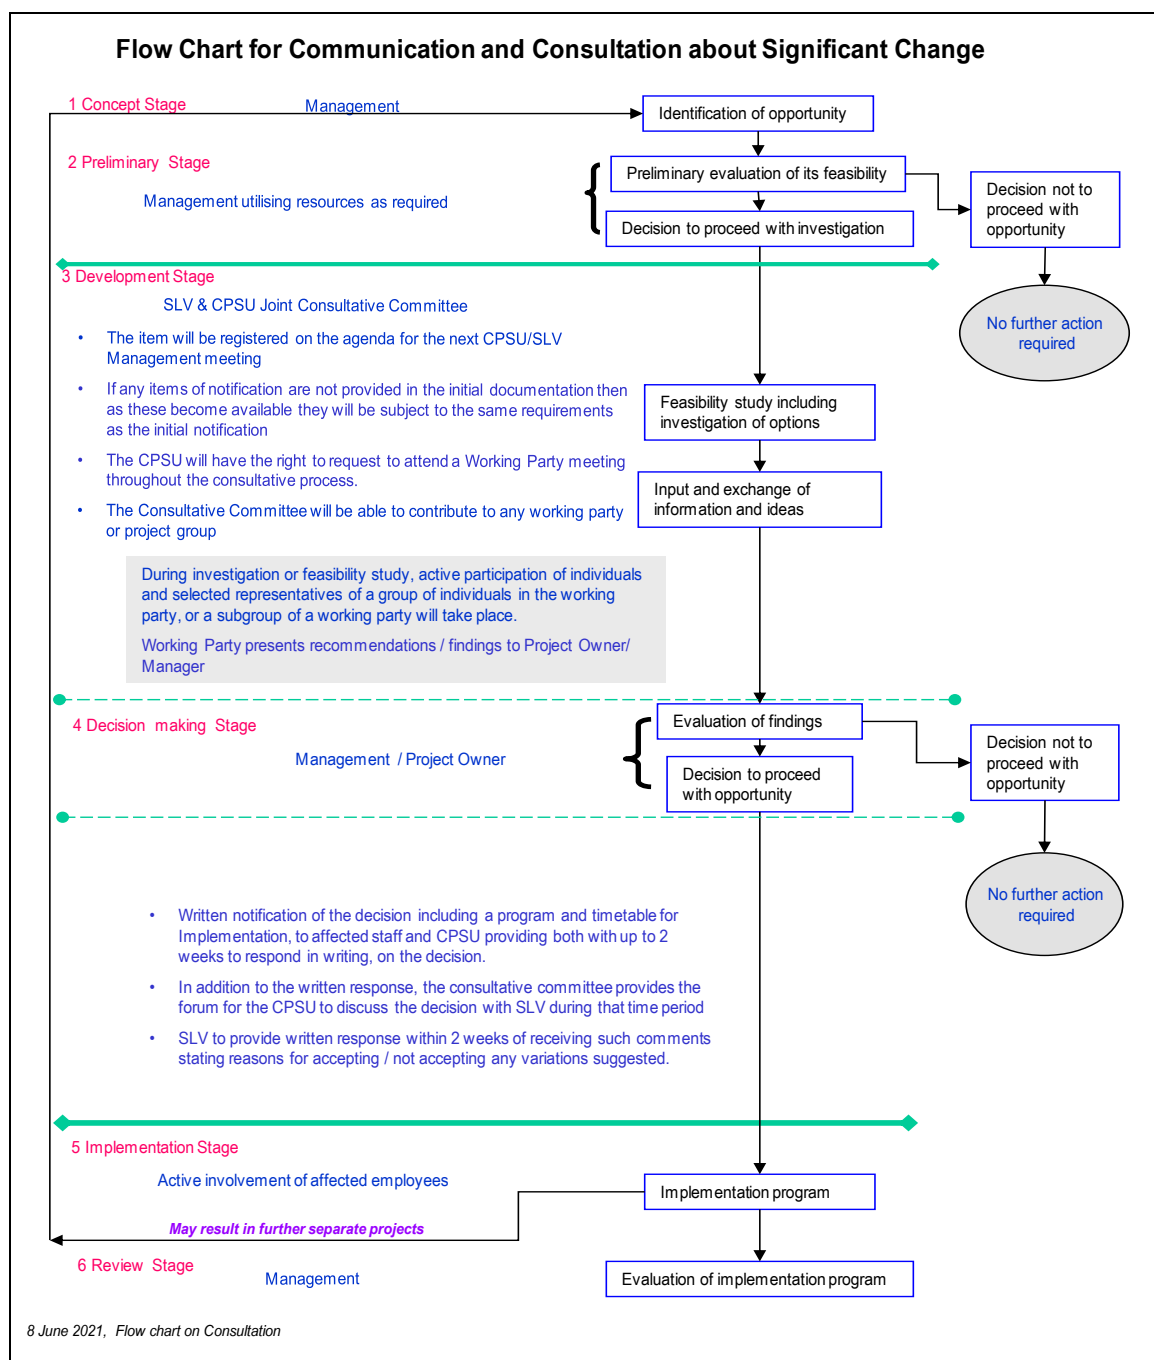 Flow Chart for Communication and Consultation about Significant Change
1 Concept Stage
Management
Identification of opportunity
2 Preliminary Stage
Preliminary evaluation of its feasibility
Management utilising resources as required
Decision to proceed with investigation
Decision not to
proceed with
opportunity
No further action
required
3 Development Stage
SLV & CPSU Joint Consultative Committee
• The item will be registered on the agenda for the next CPSU/SLV
Management meeting
• If any items of notification are not provided in the initial documentation then
as these become available they will be subject to the same requirements
as the initial notification
• The CPSU will have the right to request to attend a Working Party meeting
throughout the consultative process.
• The Consultative Committee will be able to contribute to any working party
or project group
Feasibility study including
investigation of options
Input and exchange of
information and ideas
During investigation or feasibility study, active participation of individuals
and selected representatives of a group of individuals in the working
party, or a subgroup of a working party will take place.
Working Party presents recommendations / findings to Project Owner/
Manager
4 Decision making Stage
Management / Project Owner
Evaluation of findings
Decision to proceed
with opportunity
Decision not to
proceed with
opportunity
No further action
required
• Written notification of the decision including a program and timetable for
Implementation, to affected staff and CPSU providing both with up to 2
weeks to respond in writing, on the decision.
• In addition to the written response, the consultative committee provides the
forum for the CPSU to discuss the decision with SLV during that time period
• SLV to provide written response within 2 weeks of receiving such comments
stating reasons for accepting / not accepting any variations suggested.
5 Implementation Stage
Active involvement of affected employees
Implementation program
May result in further separate projects
6 Review Stage
Management
Evaluation of implementation program
8 June 2021, Flow chart on Consultation